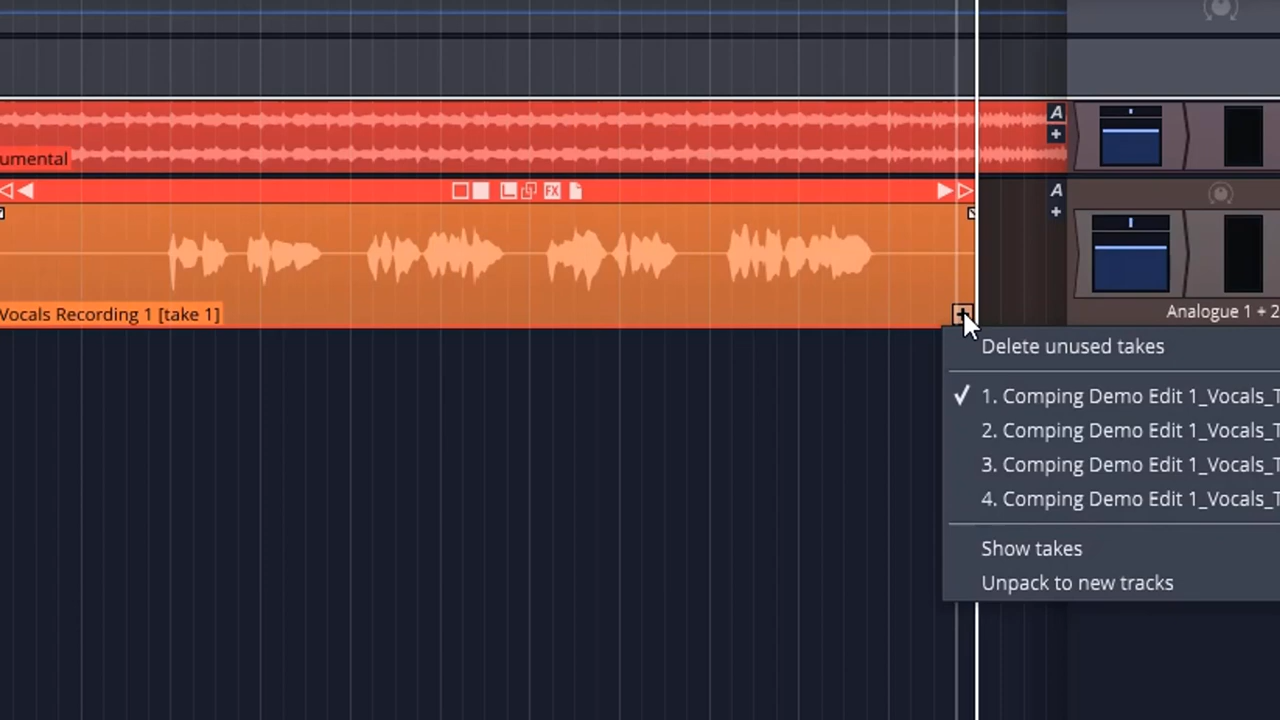 A
umental
FX
A
Vocals Recording 1 [take 1]
Analogue 1 + 2
Delete unused takes
1. Comping Demo Edit 1_Vocals_T
2. Comping Demo Edit 1_Vocals_T
3. Comping Demo Edit 1_Vocals_T
4. Comping Demo Edit 1_Vocals_T
Show takes
Unpack to new tracks